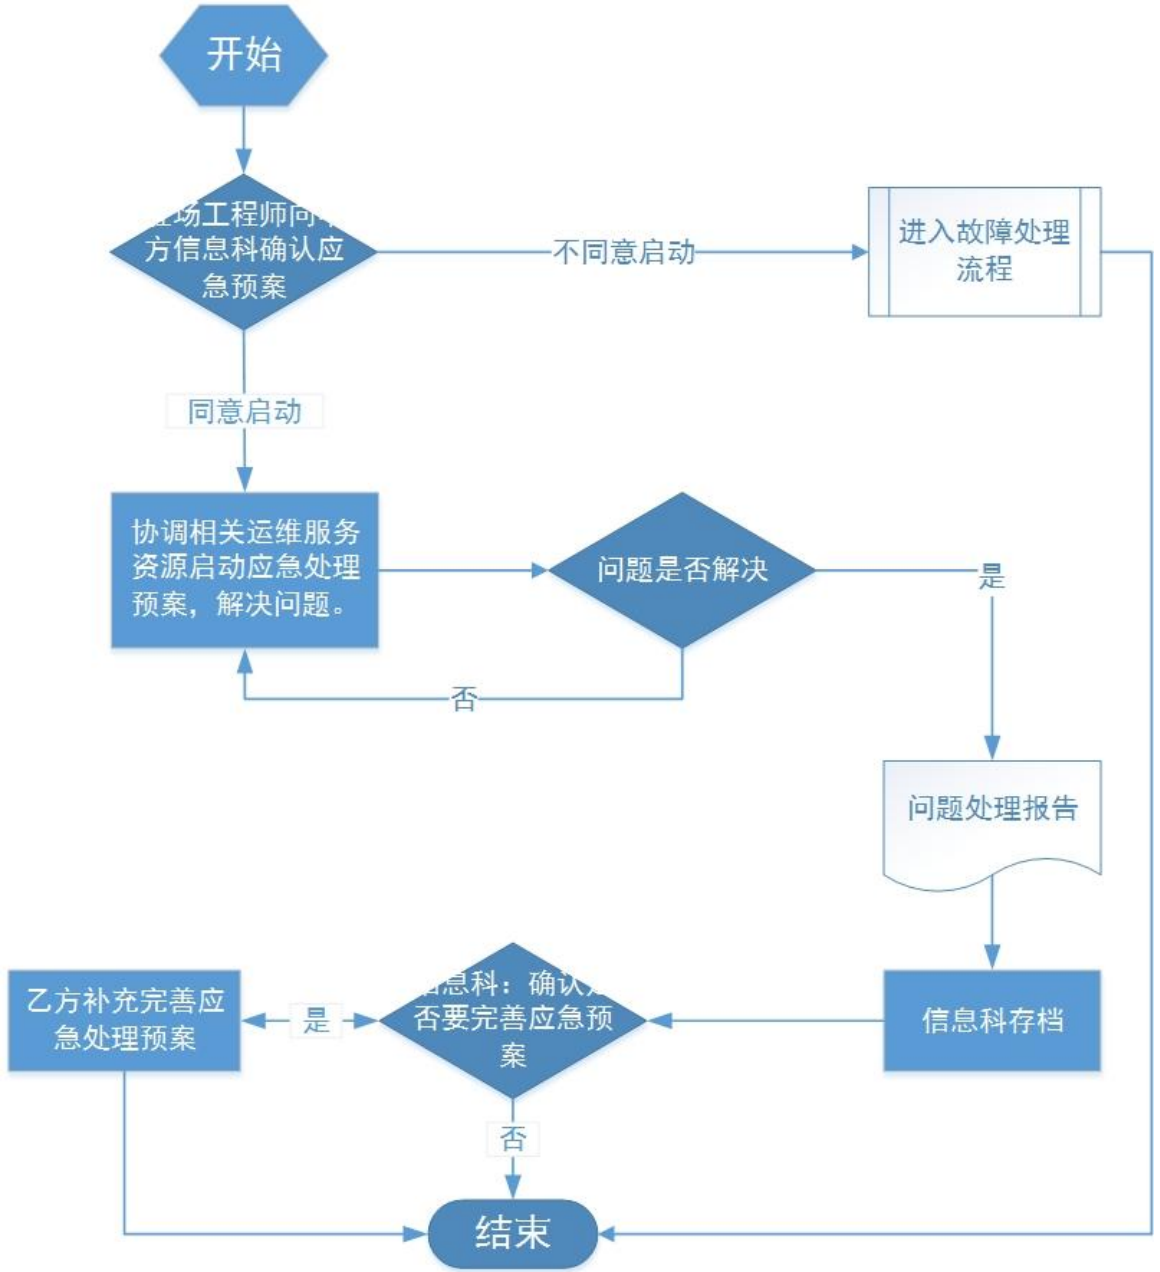 开始
场工程师向
方信息科确认应
急预案
不同意启动
进入故障处理
流程
同意启动
协调相关运维服务
资源启动应急处理
预案，解决问题。
问题是否解决
是
否
问题处理报告
乙方补充完善应
急处理预案
是
息科：确认是
否要完善应急预
案
信息科存档
否
结束